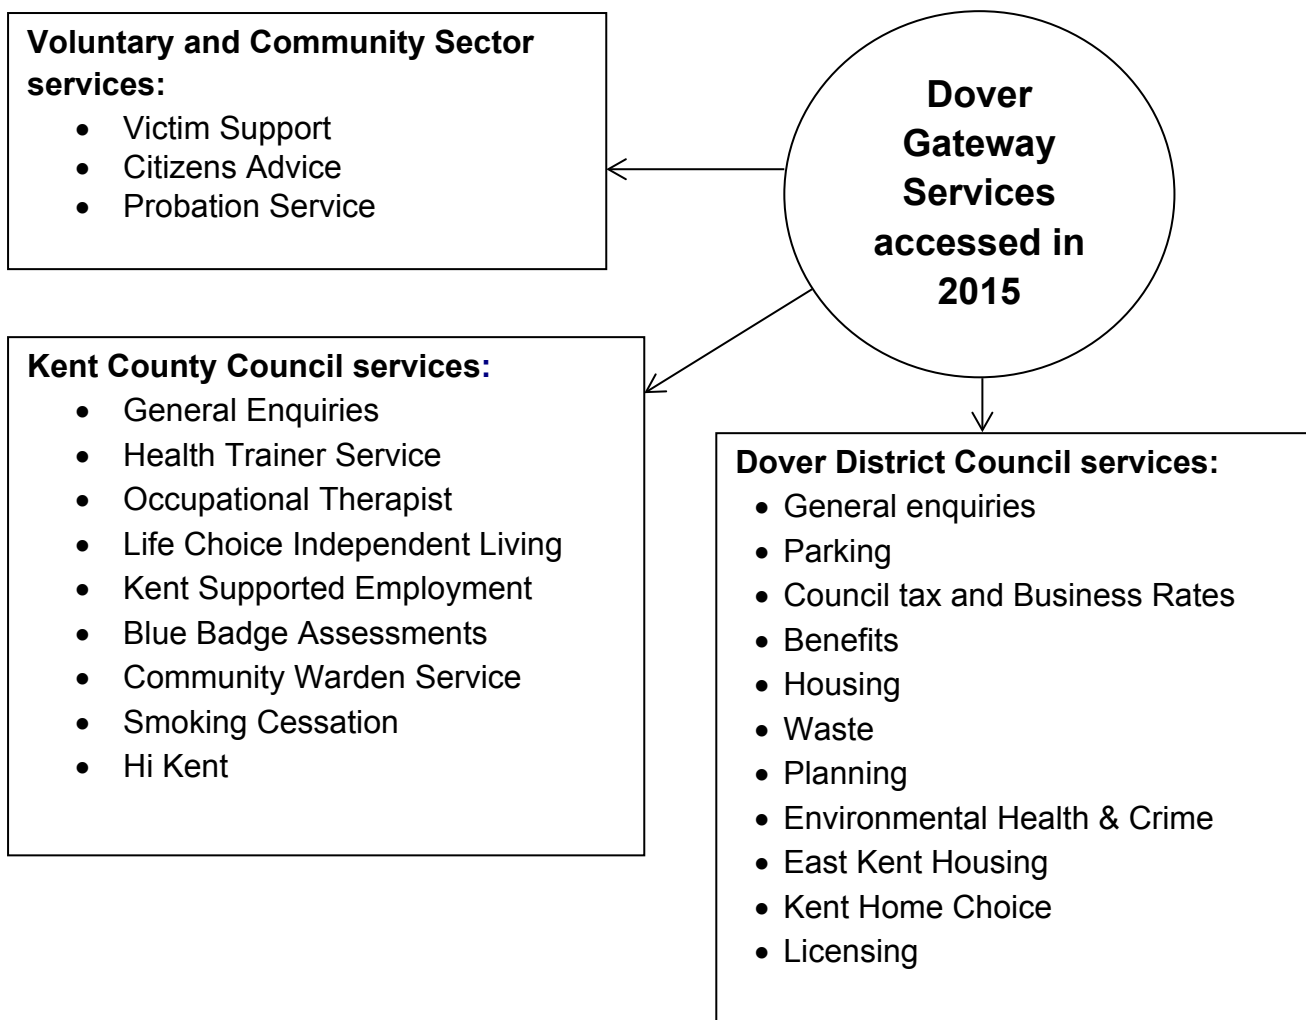 Voluntary and Community Sector
services:
• Victim Support
• Citizens Advice
• Probation Service
Dover
Gateway
Services
accessed in
2015
Kent County Council services:
• General Enquiries
• Health Trainer Service
• Occupational Therapist
• Life Choice Independent Living
• Kent Supported Employment
• Blue Badge Assessments
• Community Warden Service
• Smoking Cessation
• Hi Kent
Dover District Council services:
• General enquiries
• Parking
• Council tax and Business Rates
• Benefits
• Housing
• Waste
• Planning
• Environmental Health & Crime
• East Kent Housing
• Kent Home Choice
• Licensing